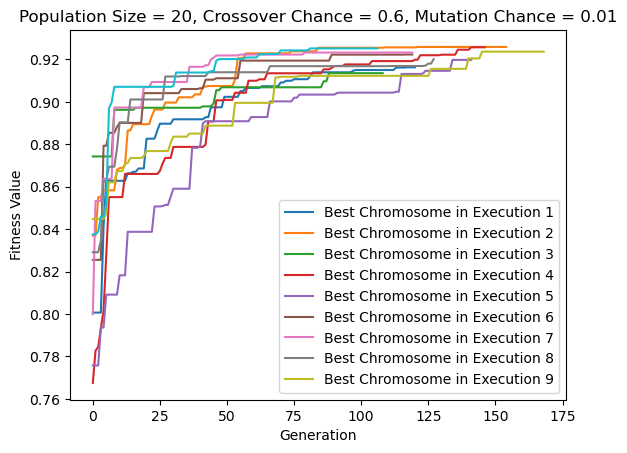 Population Size = 20, Crossover Chance = 0.6, Mutation Chance = 0.01
0.92
0.90
0.88
0.86
0.84
0.82
0.80
0.78
0.76
Fitness Value
Best Chromosome in Execution 1
Best Chromosome in Execution 2
Best Chromosome in Execution 3
Best Chromosome in Execution 4
Best Chromosome in Execution 5
Best Chromosome in Execution 6
Best Chromosome in Execution 7
Best Chromosome in Execution 8
Best Chromosome in Execution 9
0 25 50 75 100 125 150 175
Generation